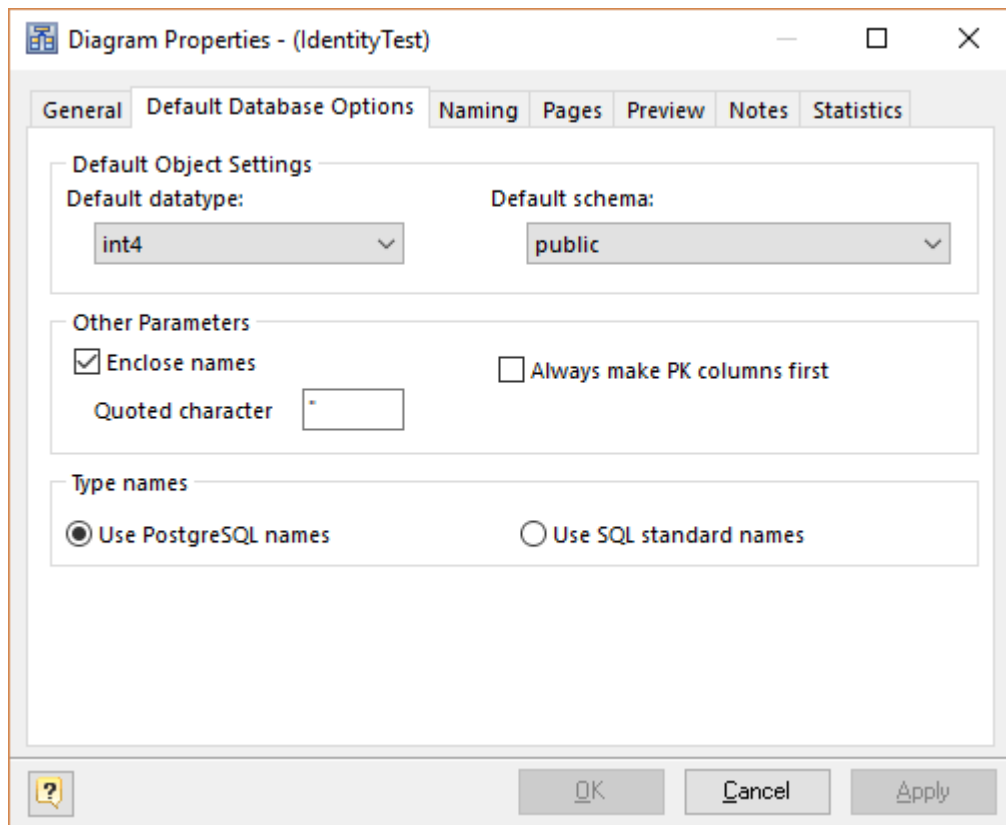 Diagram Properties - (IdentityTest)
General Default Database Options Naming Pages Preview Notes Statistics
Default Object Settings
Default datatype: Default schema:
int4 public
Other Parameters
Enclose names
Always make PK columns first
Quoted character "
Type names
Use PostgreSQL names Use SQL standard names
? OK Cancel Apply